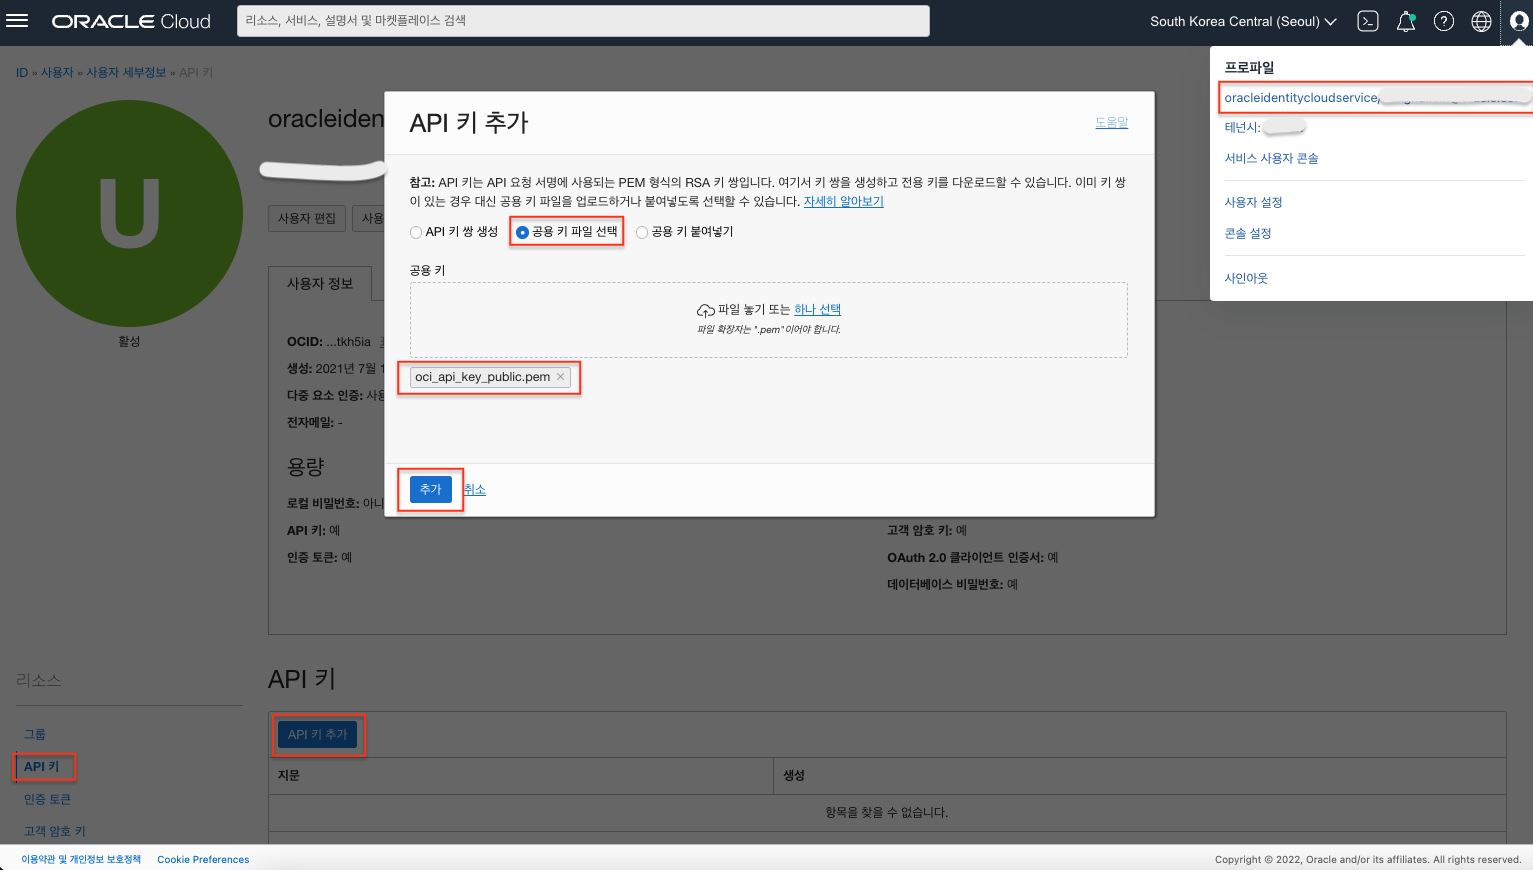 ORACLE Cloud
리소스, 서비스, 설명서 및 마켓플레이스 검색
South Korea Central (Seoul)
프로파일
oracleidentitycloudservice/
테넌시:
서비스 사용자 콘솔
사용자 설정
콘솔 설정
사인아웃
ID » 사용자 » 사용자 세부정보 » API 키
U
활성
oracleiden
사용자 편집
사용
사용자 정보
OCID: ...tkh5ia
생성: 2021년 7월 1
다중 요소 인증: 사용
전자메일: -
용량
로컬 비밀번호: 아니
API 키: 예
인증 토큰: 예
고객 암호 키: 예
OAuth 2.0 클라이언트 인증서: 예
데이터베이스 비밀번호: 예
API 키 추가
도움말
참고: API 키는 API 요청 서명에 사용되는 PEM 형식의 RSA 키 쌍입니다. 여기서 키 쌍을 생성하고 전용 키를 다운로드할 수 있습니다. 이미 키 쌍
이 있는 경우 대신 공용 키 파일을 업로드하거나 붙여넣도록 선택할 수 있습니다. 자세히 알아보기
API 키 쌍 생성
공용 키 파일 선택
공용 키 붙여넣기
공용 키
파일 놓기 또는 하나 선택
파일 확장자는 ".pem"이어야 합니다.
oci_api_key_public.pem ×
추가
취소
리소스
그룹
API 키
인증 토큰
고객 암호 키
API 키
API 키 추가
지문
생성
항목을 찾을 수 없습니다.
이용약관 및 개인정보 보호정책
Cookie Preferences
Copyright © 2022, Oracle and/or its affiliates. All rights reserved.